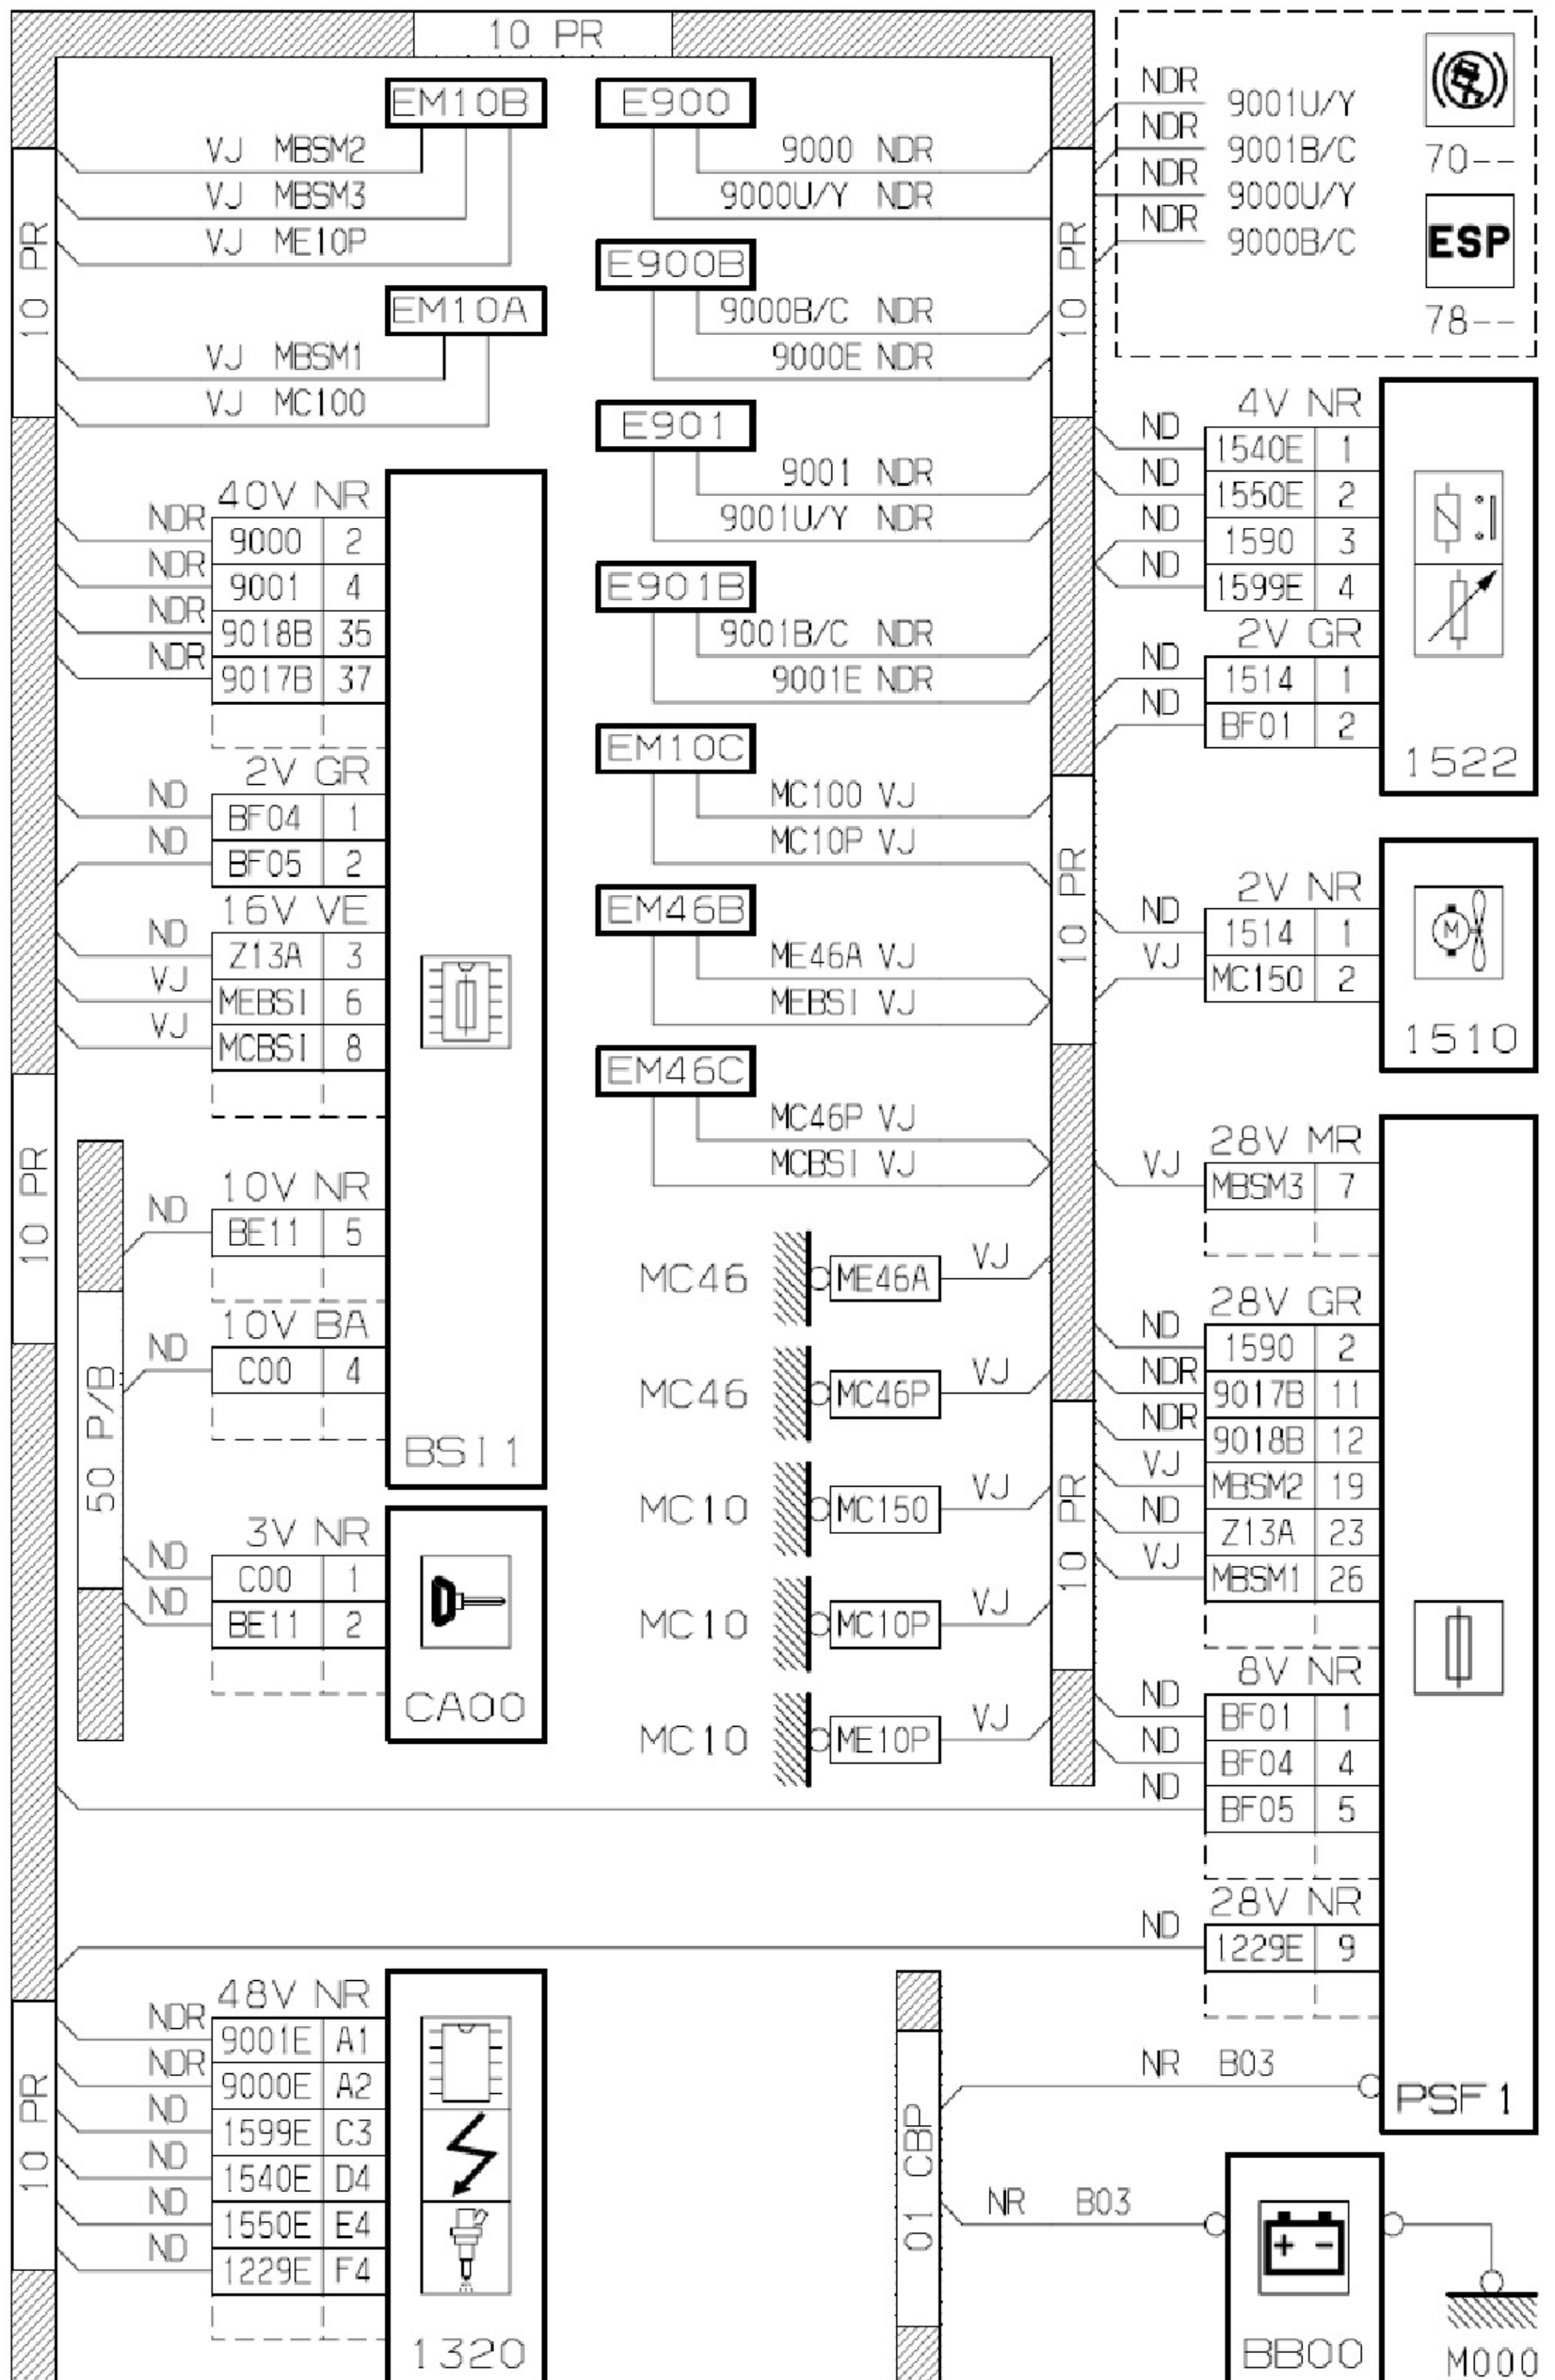 10 PR
EM10B
VJ MBSM2
VJ MBSM3
VJ ME10P
10 PR
EM10A
VJ MBSM1
VJ MC100
40V NR
NDR 9000 2
NDR 9001 4
NDR 9018B 35
NDR 9017B 37
2V GR
ND BF04 1
ND BF05 2
16V VE
ND Z13A 3
VJ MEBSI 6
VJ MCBSI 8
10 PR
10V NR
ND BE11 5
10V BA
ND C00 4
BSI1
50 P/B
3V NR
ND C00 1
ND BE11 2
CA00
E900
9000 NDR
9000U/Y NDR
E900B
9000B/C NDR
9000E NDR
E901
9001 NDR
9001U/Y NDR
E901B
9001B/C NDR
9001E NDR
EM10C
MC100 VJ
MC10P VJ
EM46B
ME46A VJ
MEBSI VJ
EM46C
MC46P VJ
MCBSI VJ
MC46 ME46A VJ
MC46 MC46P VJ
MC10 MC150 VJ
MC10 MC10P VJ
MC10 ME10P VJ
10 PR
10 PR
10 PR
NDR 9001U/Y
NDR 9001B/C
NDR 9000U/Y
NDR 9000B/C
70--
ESP
78--
4V NR
ND 1540E 1
ND 1550E 2
ND 1590 3
ND 1599E 4
2V GR
ND 1514 1
ND BF01 2
1522
2V NR
ND 1514 1
VJ MC150 2
M
1510
28V MR
VJ MBSM3 7
28V GR
ND 1590 2
NDR 9017B 11
NDR 9018B 12
VJ MBSM2 19
ND Z13A 23
VJ MBSM1 26
8V NR
ND BF01 1
ND BF04 4
ND BF05 5
28V NR
ND 1229E 9
NR B03
PSF1
10 PR
48V NR
NDR 9001E A1
NDR 9000E A2
ND 1599E C3
ND 1540E D4
ND 1550E E4
ND 1229E F4
1320
01 CBP
NR B03
+ -
BB00
M000